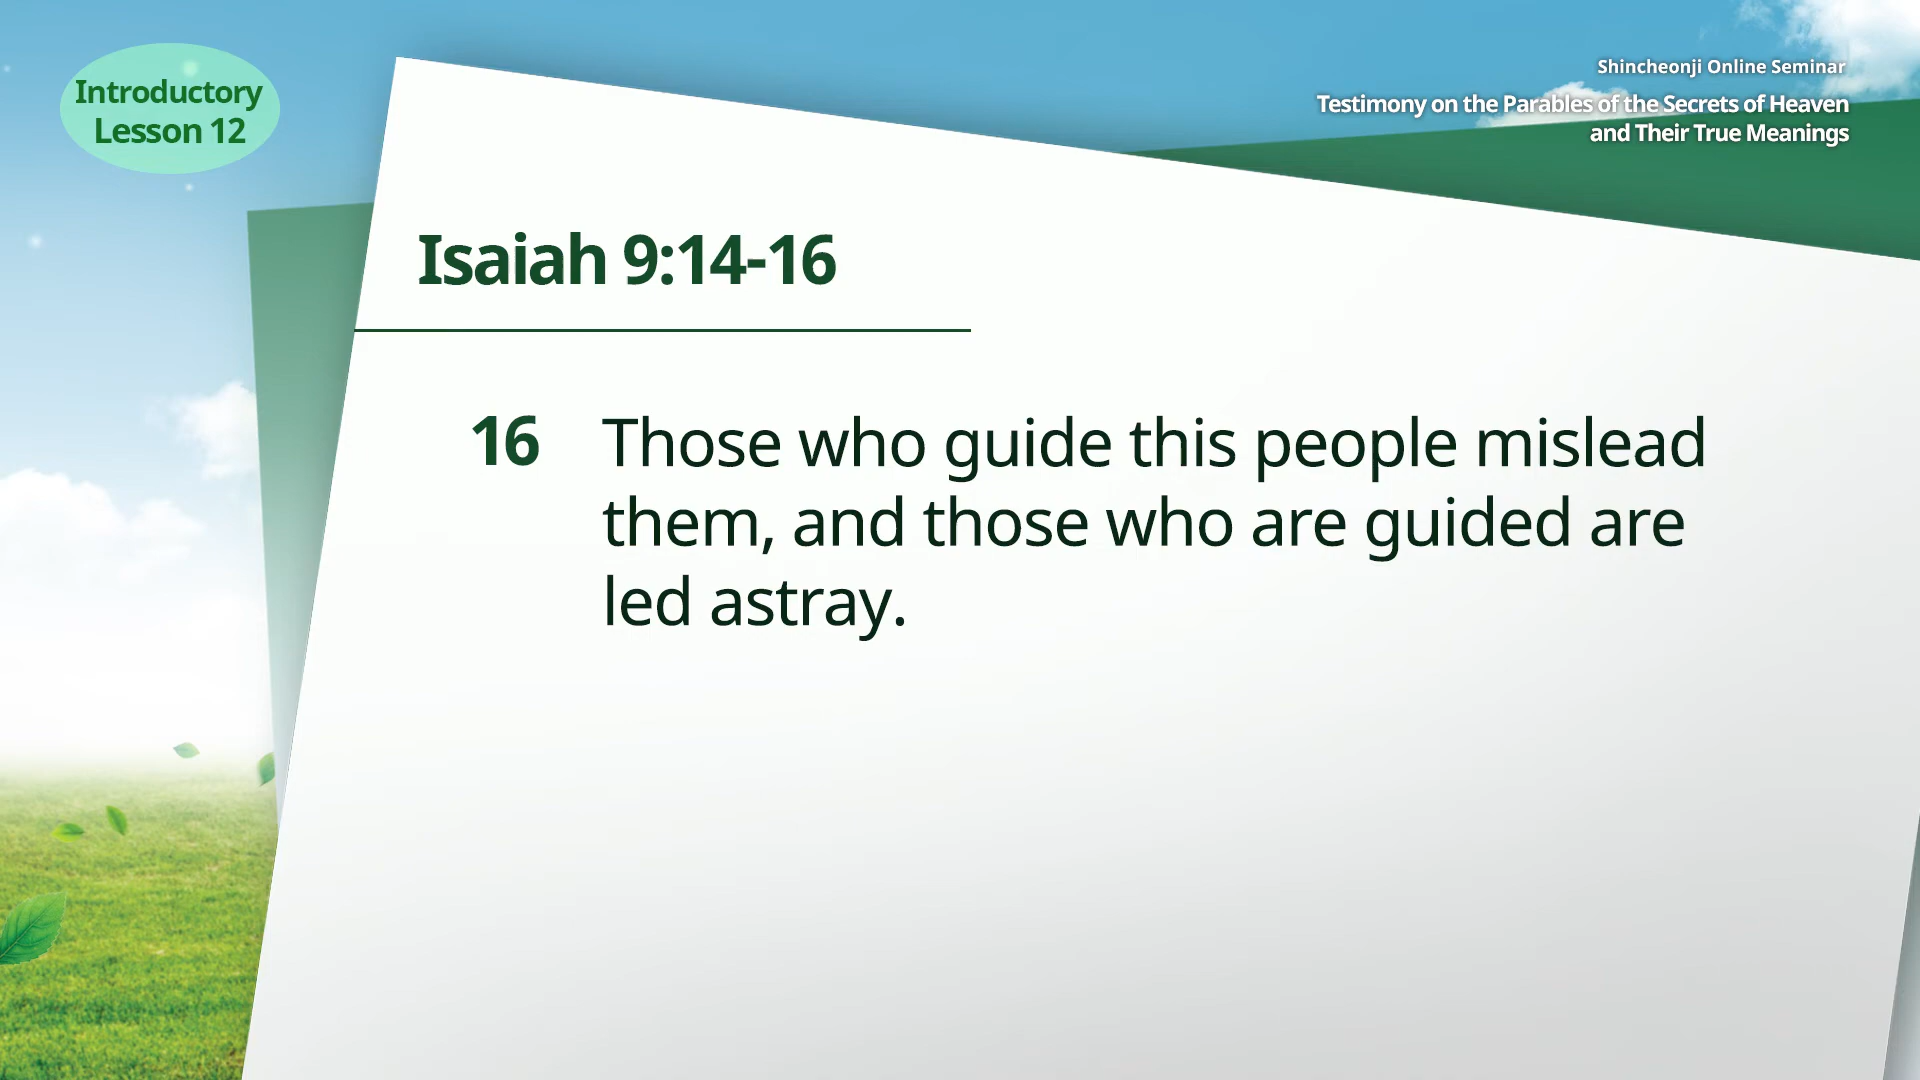 Introductory
Lesson 12
Shincheonji Online Seminar
Testimony on the Parables of the Secrets of Heaven
and Their True Meanings
Isaiah 9:14-16
16 Those who guide this people mislead
them, and those who are guided are
led astray.